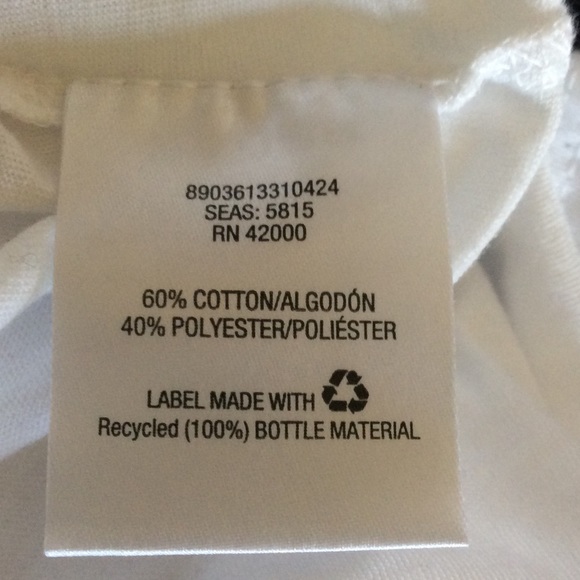 8903613310424
SEAS: 5815
RN 42000
60% COTTON/ALGODÓN
40% POLYESTER/POLIÉSTER
LABEL MADE WITH
Recycled (100%) BOTTLE MATERIAL